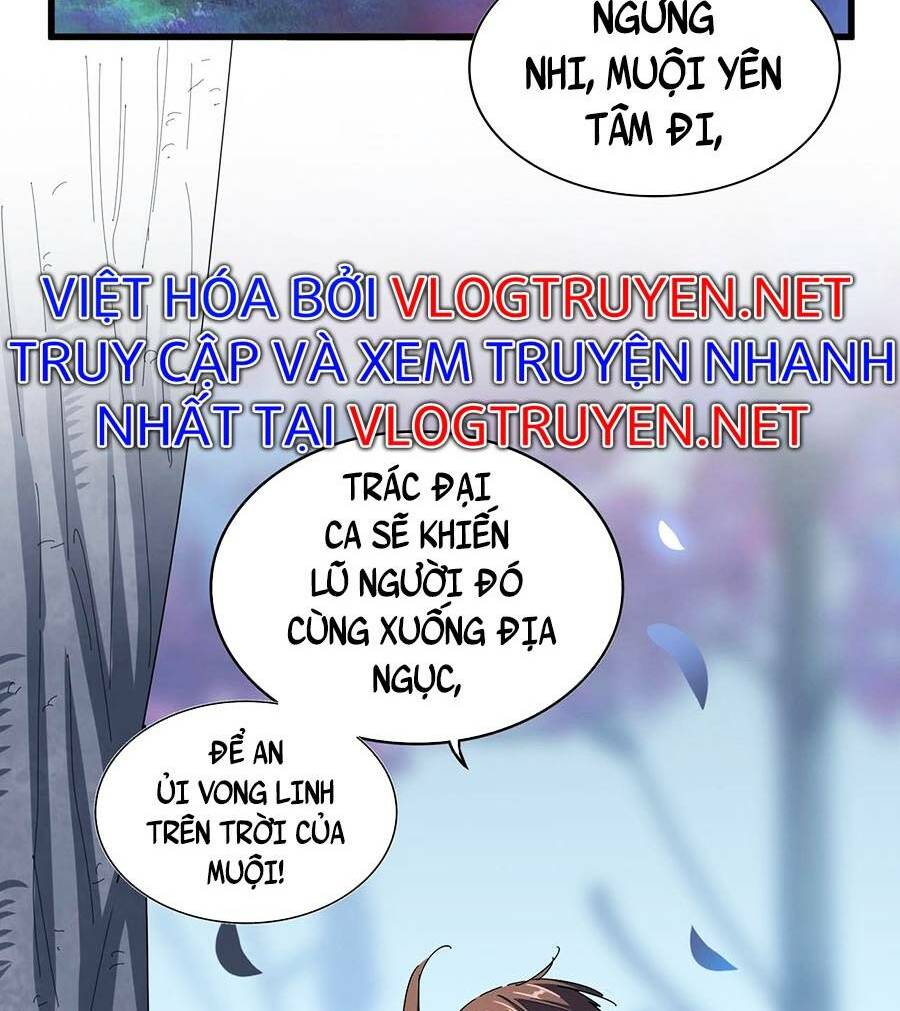 NGƯNG
NHI, MUỘI YÊN
TÂM ĐI,
VIỆT HÓA BỞI VLOGTRUYEN.NET
TRUY CẬP VÀ XEM TRUYỆN NHANH
NHẤT TẠI VLOGTRUYEN.NET
TRÁC ĐẠI
CA SẼ KHIẾN
LŨ NGƯỜI ĐÓ
CÙNG XUỐNG ĐỊA
NGỤC,
ĐỂ AN
ỦI VONG LINH
TRÊN TRỜI CỦA
MUỘI!